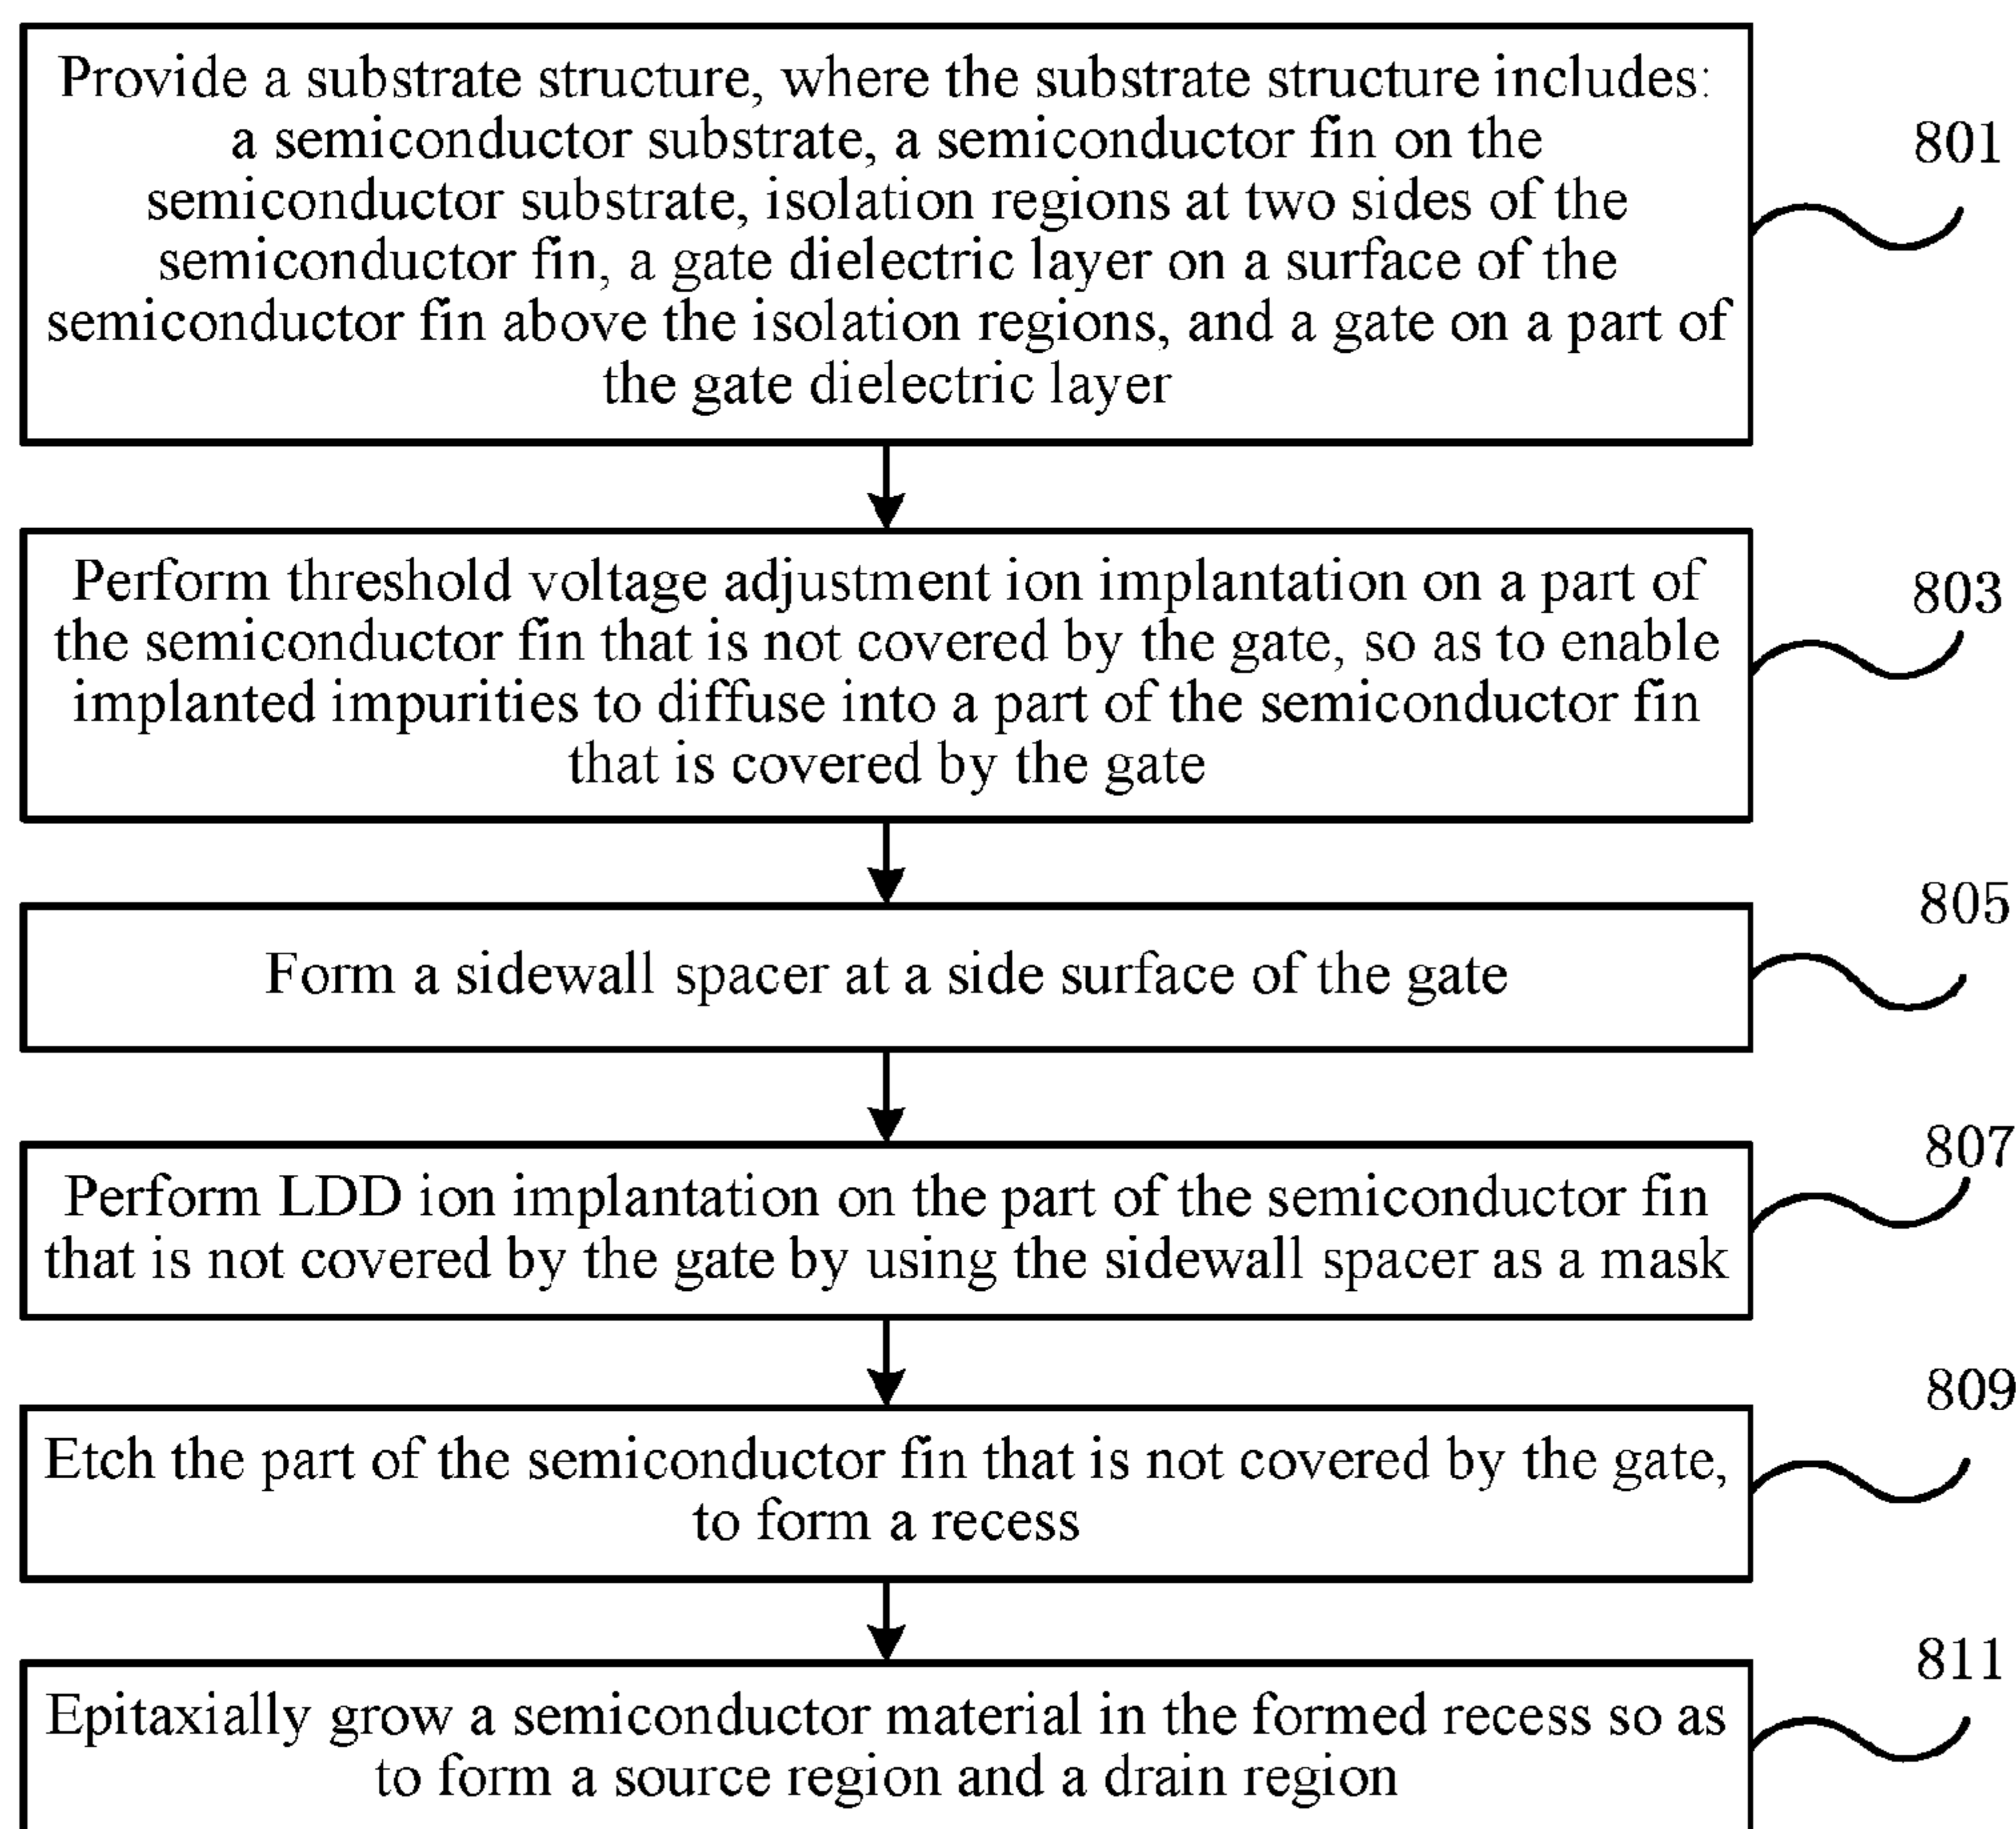 Provide a substrate structure, where the substrate structure includes:
a semiconductor substrate, a semiconductor fin on the
semiconductor substrate, isolation regions at two sides of the
semiconductor fin, a gate dielectric layer on a surface of the
semiconductor fin above the isolation regions, and a gate on a part of
the gate dielectric layer
801
Perform threshold voltage adjustment ion implantation on a part of
the semiconductor fin that is not covered by the gate, so as to enable
implanted impurities to diffuse into a part of the semiconductor fin
that is covered by the gate
803
Form a sidewall spacer at a side surface of the gate
805
Perform LDD ion implantation on the part of the semiconductor fin
that is not covered by the gate by using the sidewall spacer as a mask
807
Etch the part of the semiconductor fin that is not covered by the gate,
to form a recess
809
Epitaxially grow a semiconductor material in the formed recess so as
to form a source region and a drain region
811